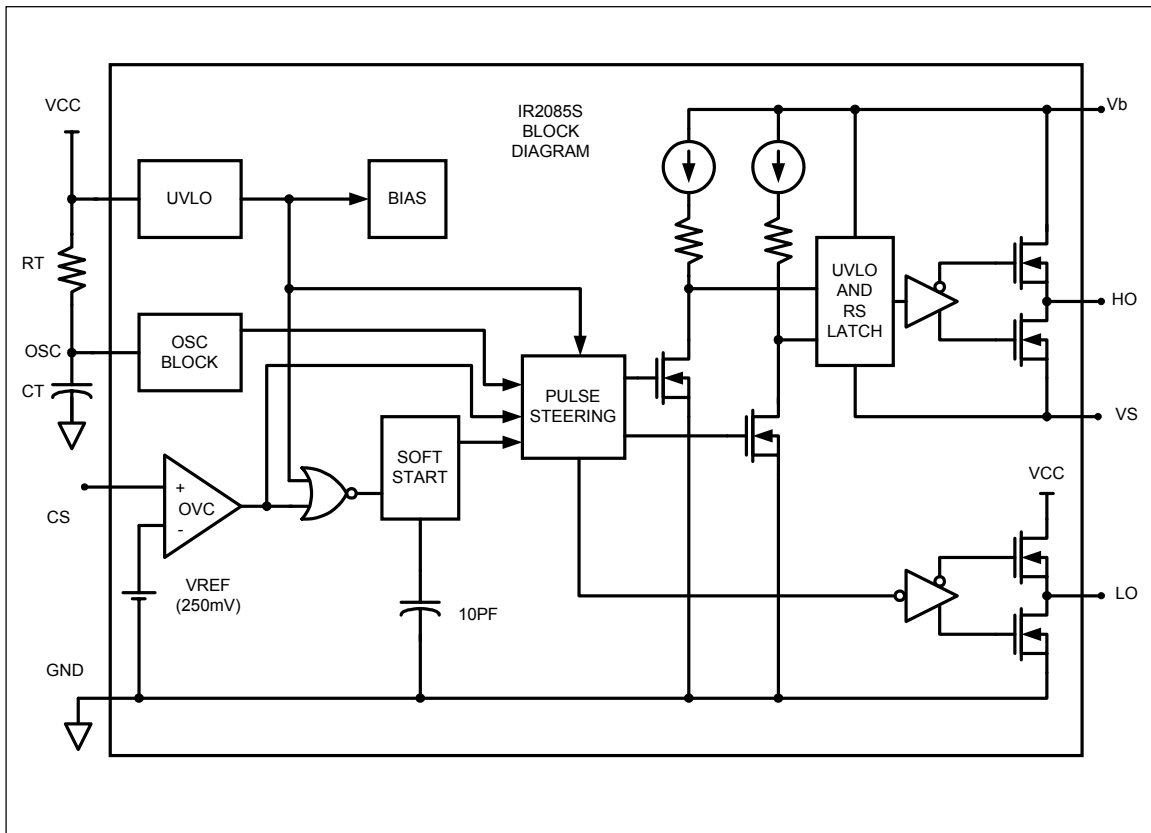 IR2085S
BLOCK
DIAGRAM
VCC
Vb
UVLO
BIAS
RT
UVLO
AND
RS
LATCH
HO
OSC
OSC
BLOCK
CT
PULSE
STEERING
VS
SOFT
START
VCC
+
OVC
-
CS
VREF
(250mV)
10PF
LO
GND